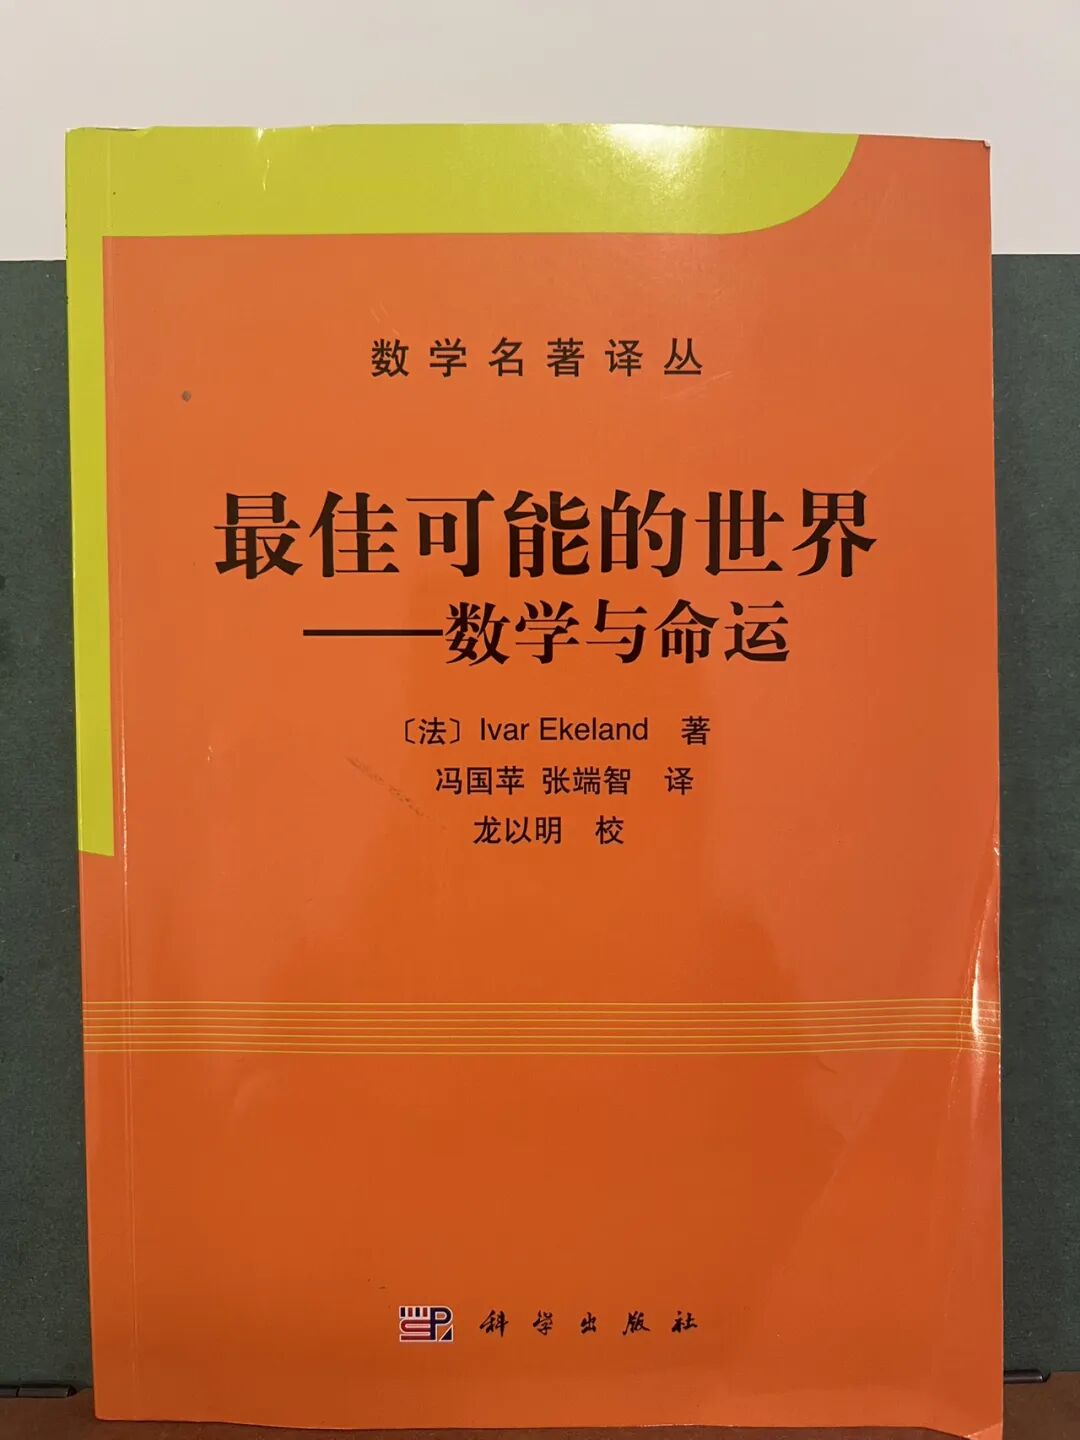 数学名著译丛
最佳可能的世界
——数学与命运
〔法〕Ivar Ekeland 著
冯国苹 张端智 译
龙以明 校
科学出版社